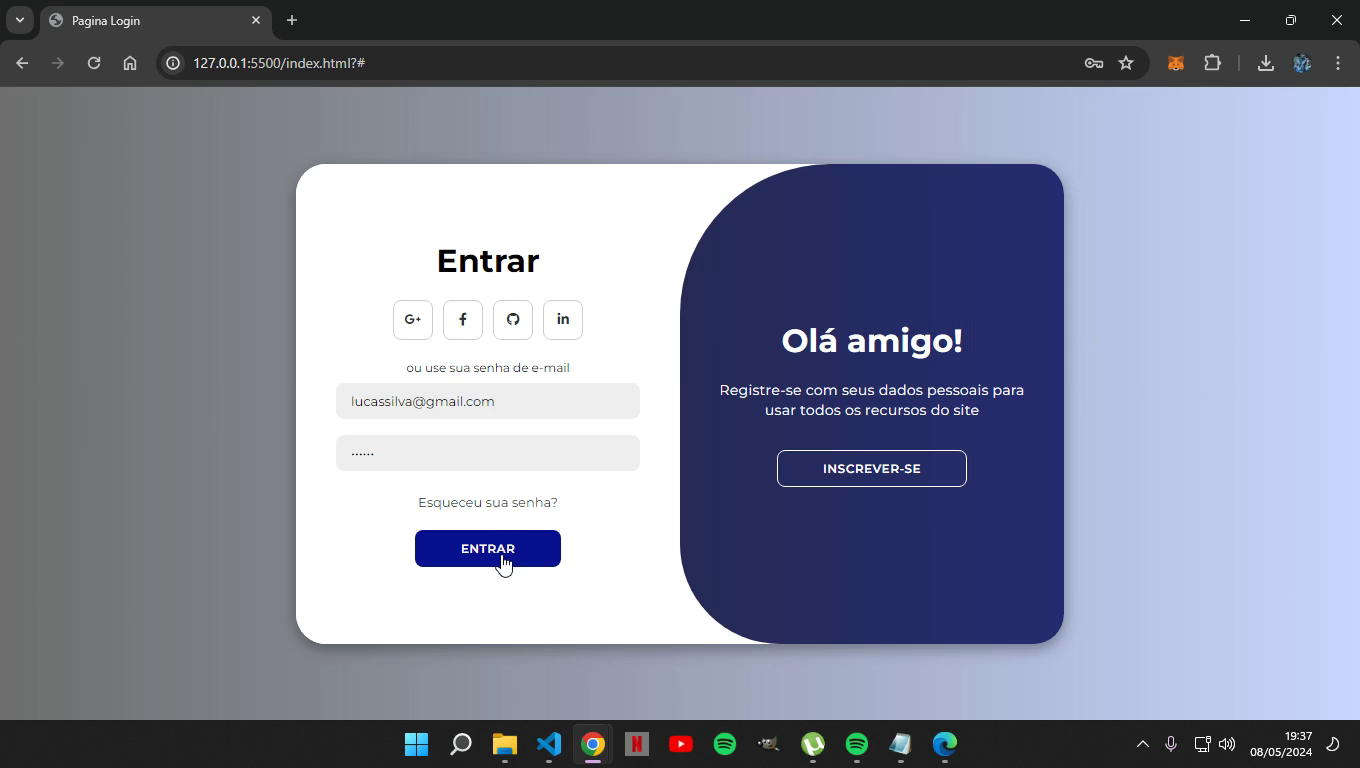 Pagina Login
127.0.0.1:5500/index.html?#
Entrar
G+
f
in
ou use sua senha de e-mail
lucassilva@gmail.com
······
Esqueceu sua senha?
ENTRAR
Olá amigo!
Registre-se com seus dados pessoais para
usar todos os recursos do site
INSCREVER-SE
N
19:37
08/05/2024